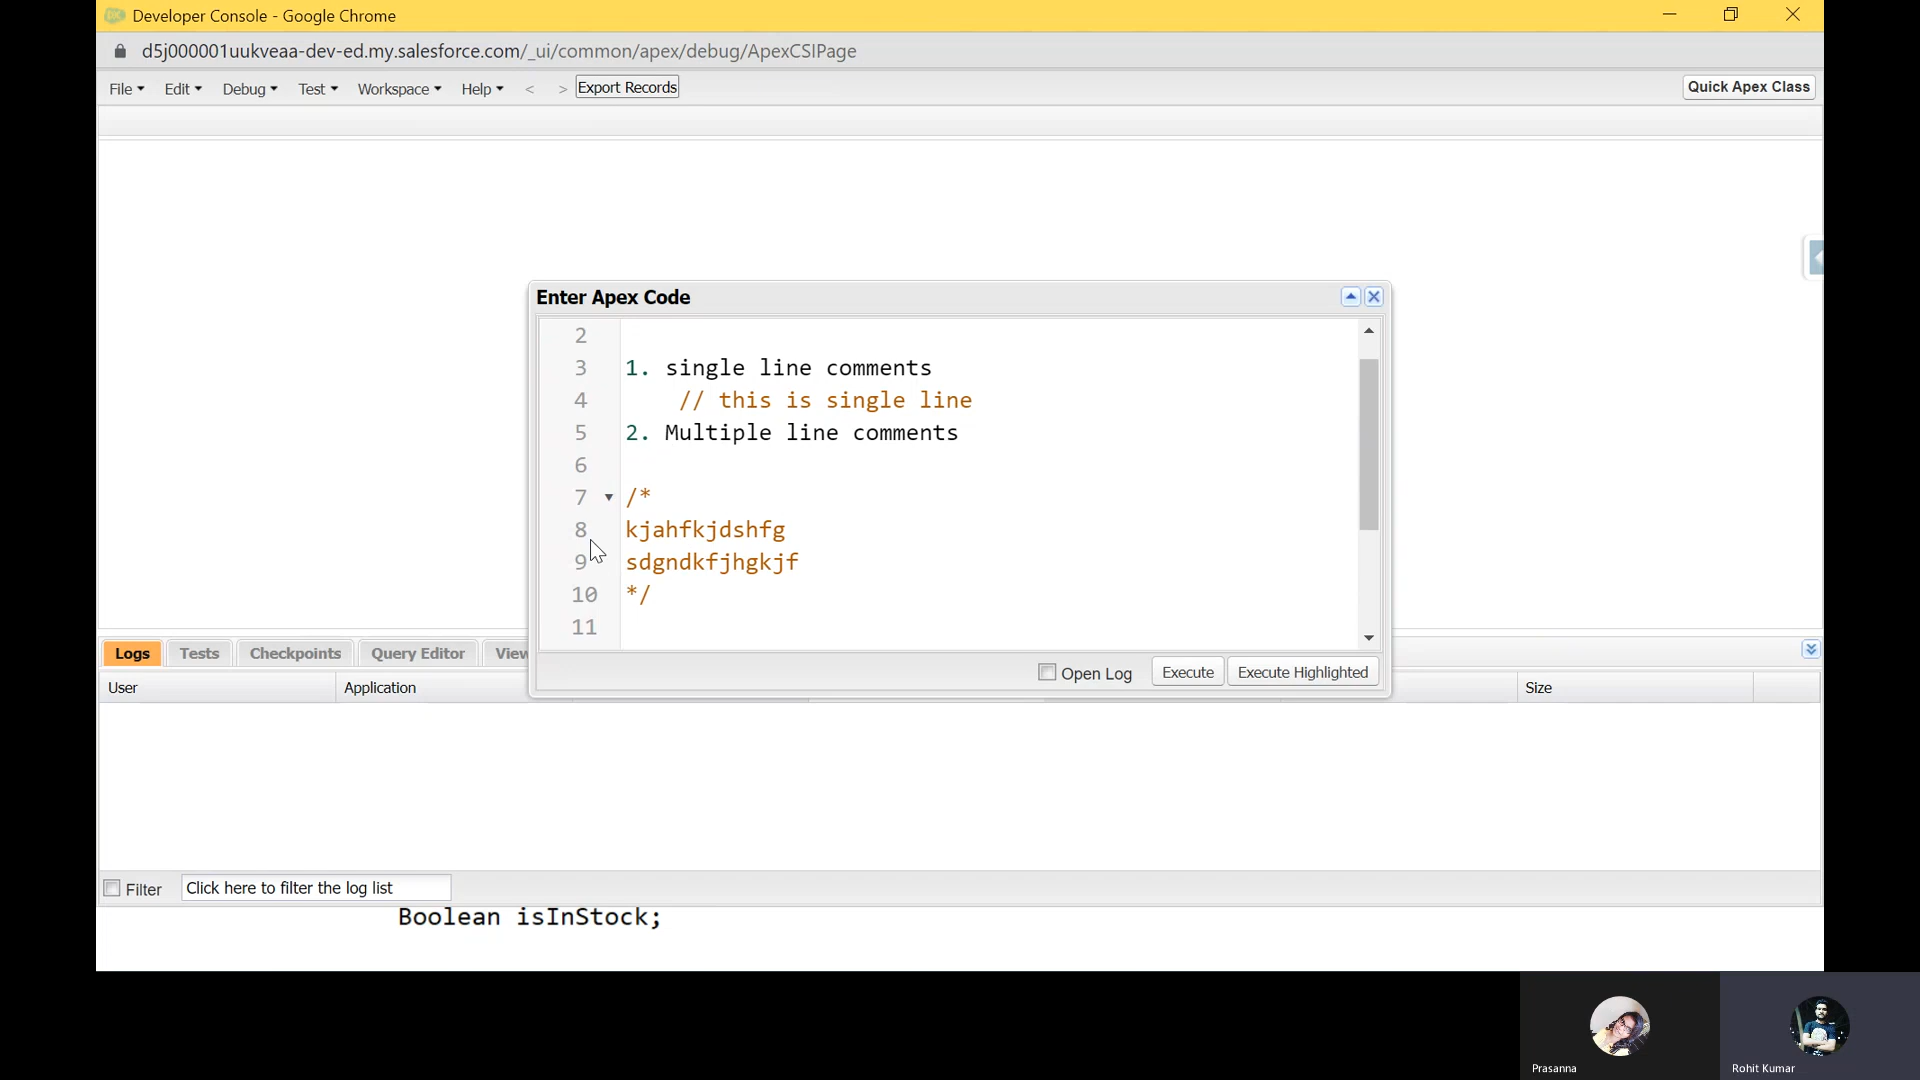 Developer Console - Google Chrome
d5j000001uukveaa-dev-ed.my.salesforce.com/_ui/common/apex/debug/ApexCSIPage
File Edit Debug Test Workspace Help < > Export Records Quick Apex Class
Enter Apex Code
2
3 1. single line comments
4 // this is single line
5 2. Multiple line comments
6
7 /*
8 kjahfkjdshfg
9 sdgndkfjhgkjf
10 */
11
Open Log Execute Execute Highlighted
Logs Tests Checkpoints Query Editor View
User Application Size
Filter Click here to filter the log list
Boolean isInStock;
Prasanna Rohit Kumar